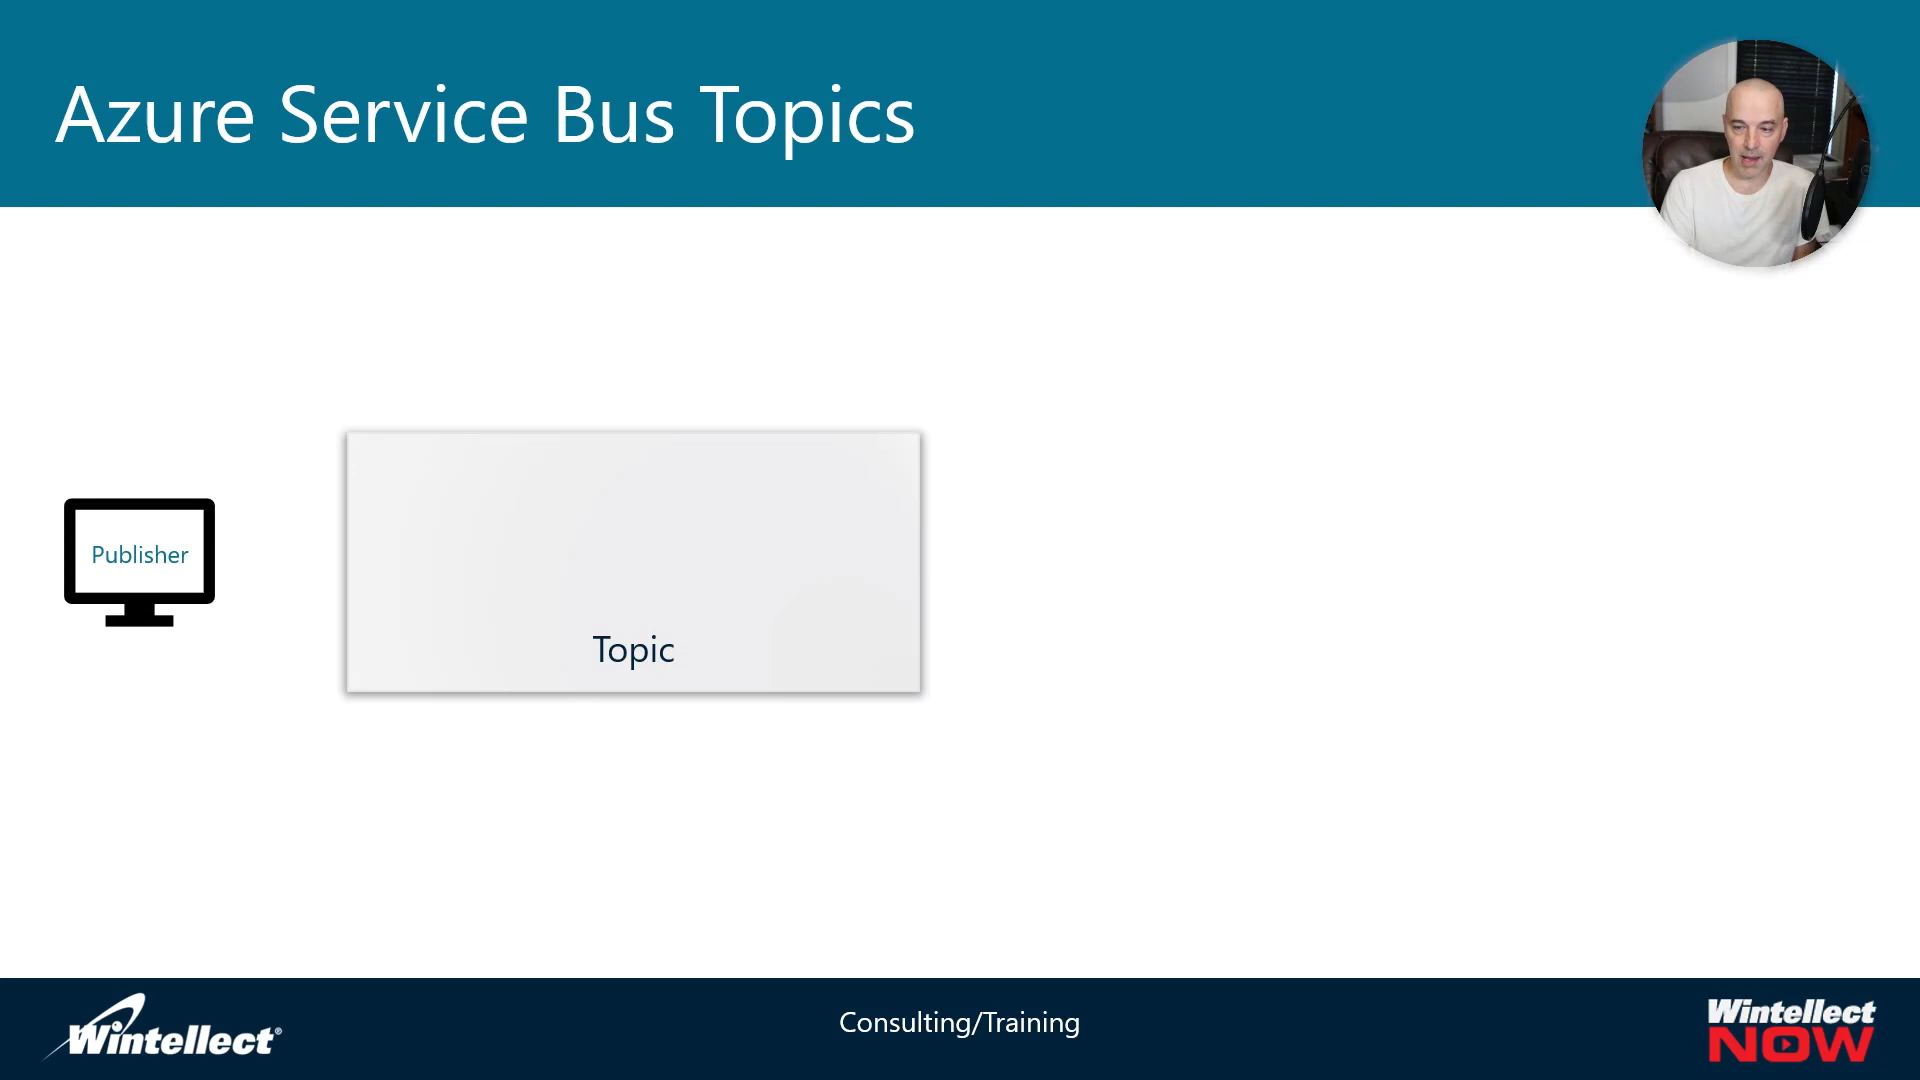 Azure Service Bus Topics
Publisher
Topic
Wintellect®
Consulting/Training
Wintellect
NOW